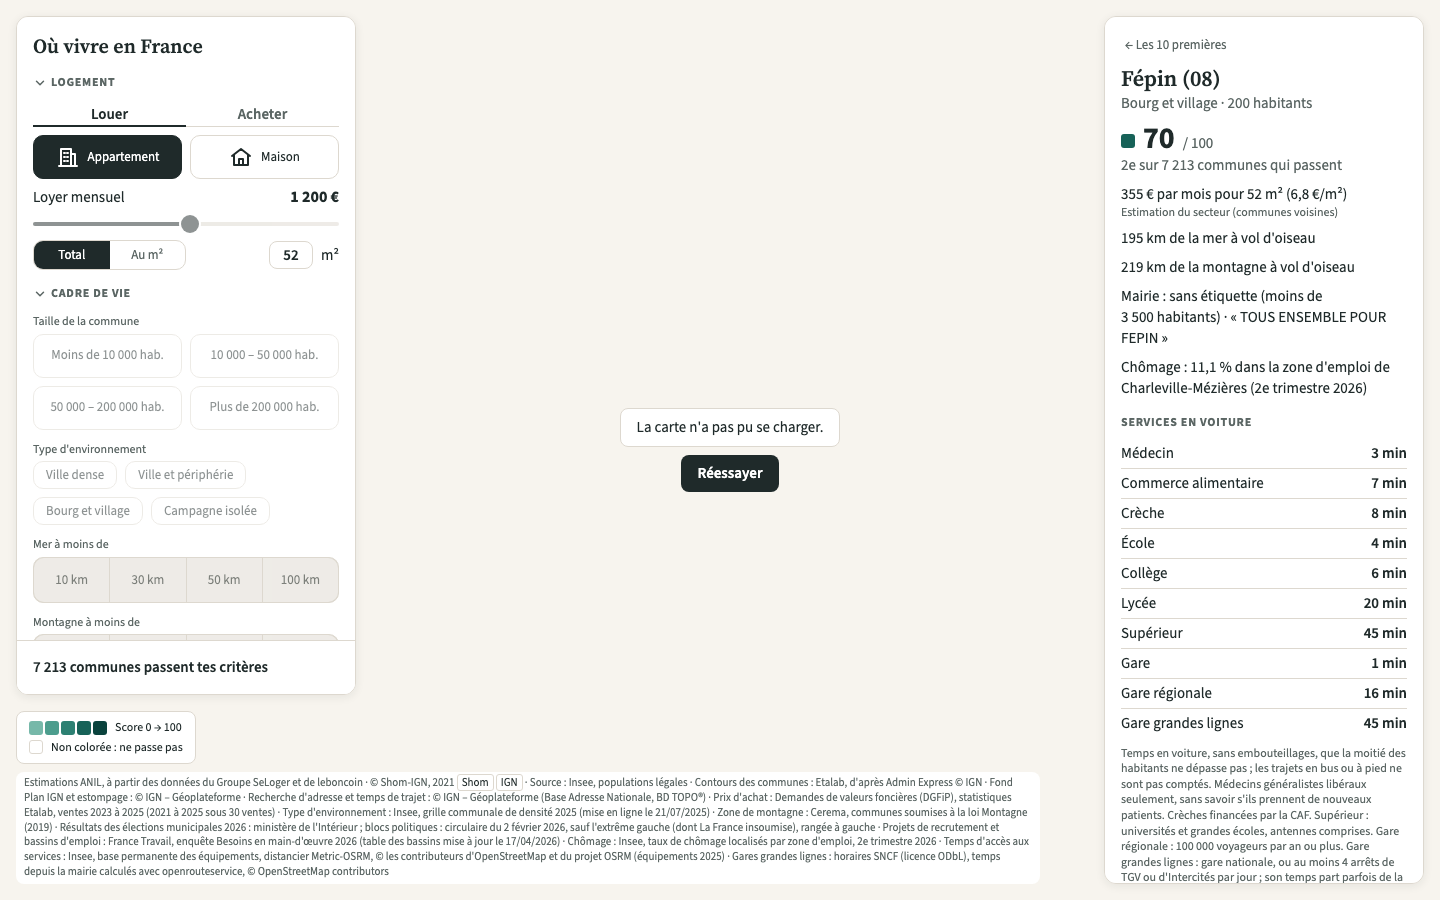 Où vivre en France
LOGEMENT
Louer
Acheter
Appartement
Maison
Loyer mensuel
1 200 €
Total
Au m²
52
m²
CADRE DE VIE
Taille de la commune
Moins de 10 000 hab.
10 000 – 50 000 hab.
50 000 – 200 000 hab.
Plus de 200 000 hab.
Type d'environnement
Ville dense
Ville et périphérie
Bourg et village
Campagne isolée
Mer à moins de
10 km
30 km
50 km
100 km
Montagne à moins de
7 213 communes passent tes critères
Score 0 → 100
Non colorée : ne passe pas
Estimations ANIL, à partir des données du Groupe SeLoger et de leboncoin · © Shom-IGN, 2021 Shom IGN · Source : Insee, populations légales · Contours des communes : Etalab, d'après Admin Express © IGN · Fond
Plan IGN et estompage : © IGN – Géoplateforme · Recherche d'adresse et temps de trajet : © IGN – Géoplateforme (Base Adresse Nationale, BD TOPO®) · Prix d'achat : Demandes de valeurs foncières (DGFiP), statistiques
Etalab, ventes 2023 à 2025 (2021 à 2025 sous 30 ventes) · Type d'environnement : Insee, grille communale de densité 2025 (mise en ligne le 21/07/2025) · Zone de montagne : Cerema, communes soumises à la loi Montagne
(2019) · Résultats des élections municipales 2026 : ministère de l'Intérieur ; blocs politiques : circulaire du 2 février 2026, sauf l'extrême gauche (dont La France insoumise), rangée à gauche · Projets de recrutement et
bassins d'emploi : France Travail, enquête Besoins en main-d'œuvre 2026 (table des bassins mise à jour le 17/04/2026) · Chômage : Insee, taux de chômage localisés par zone d'emploi, 2e trimestre 2026 · Temps d'accès aux
services : Insee, base permanente des équipements, distancier Metric-OSRM, © les contributeurs d'OpenStreetMap et du projet OSRM (équipements 2025) · Gares grandes lignes : horaires SNCF (licence ODbL), temps
depuis la mairie calculés avec openrouteservice, © OpenStreetMap contributors
La carte n'a pas pu se charger.
Réessayer
← Les 10 premières
Fépin (08)
Bourg et village · 200 habitants
70 / 100
2e sur 7 213 communes qui passent
355 € par mois pour 52 m² (6,8 €/m²)
Estimation du secteur (communes voisines)
195 km de la mer à vol d'oiseau
219 km de la montagne à vol d'oiseau
Mairie : sans étiquette (moins de
3 500 habitants) · « TOUS ENSEMBLE POUR
FEPIN »
Chômage : 11,1 % dans la zone d'emploi de
Charleville-Mézières (2e trimestre 2026)
SERVICES EN VOITURE
Médecin 3 min
Commerce alimentaire 7 min
Crèche 8 min
École 4 min
Collège 6 min
Lycée 20 min
Supérieur 45 min
Gare 1 min
Gare régionale 16 min
Gare grandes lignes 45 min
Temps en voiture, sans embouteillages, que la moitié des
habitants ne dépasse pas ; les trajets en bus ou à pied ne
sont pas comptés. Médecins généralistes libéraux
seulement, sans savoir s'ils prennent de nouveaux
patients. Crèches financées par la CAF. Supérieur :
universités et grandes écoles, antennes comprises. Gare
régionale : 100 000 voyageurs par an ou plus. Gare
grandes lignes : gare nationale, ou au moins 4 arrêts de
TGV ou d'Intercités par jour ; son temps part parfois de la